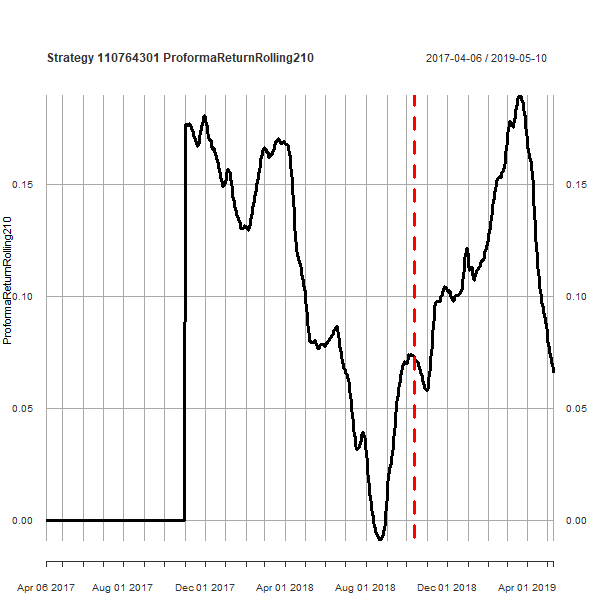 Strategy 110764301 ProformaReturnRolling210
2017-04-06 / 2019-05-10
ProformaReturnRolling210
0.15 0.15
0.10 0.10
0.05 0.05
0.00 0.00
Apr 06 2017 Aug 01 2017 Dec 01 2017 Apr 01 2018 Aug 01 2018 Dec 01 2018 Apr 01 2019